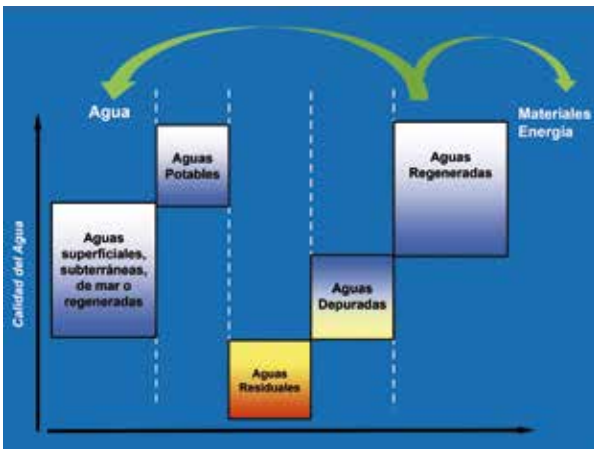 Agua
Materiales
Energía
Aguas
Potables
Aguas
Regeneradas
Aguas
superficiales,
subterráneas,
de mar o
regeneradas
Aguas
Depuradas
Aguas
Residuales
Calidad del Agua